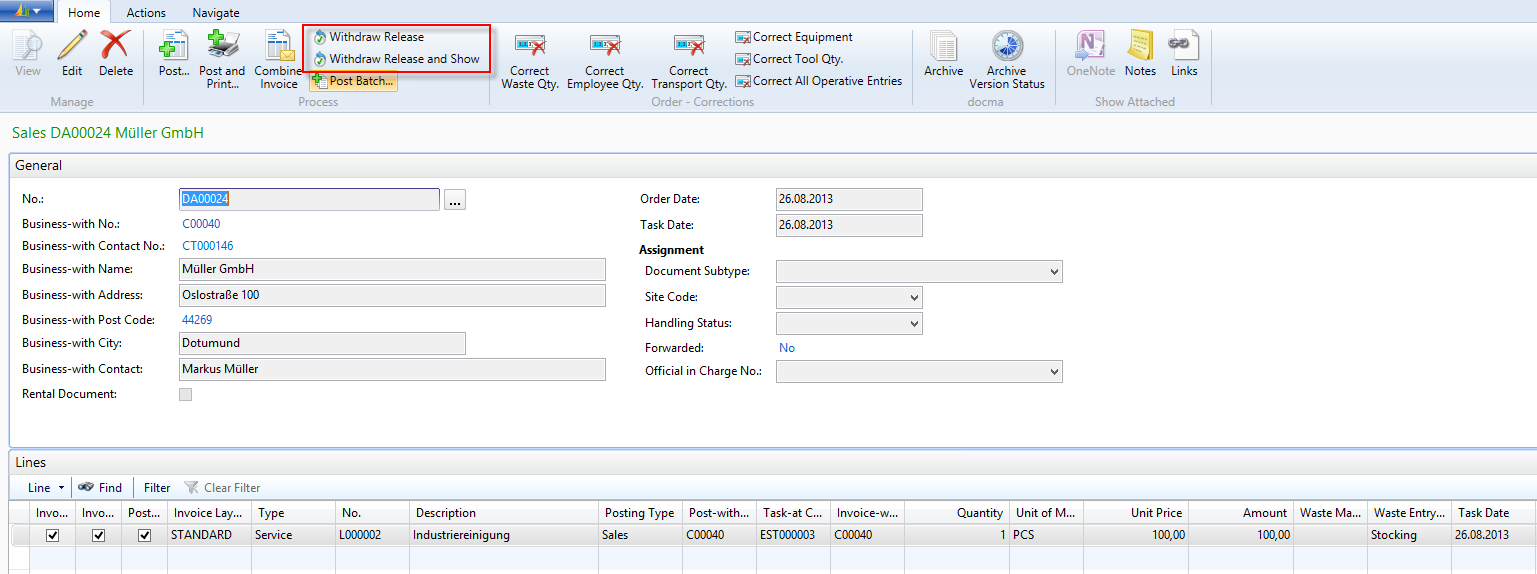 Home Actions Navigate
View
Edit
Delete
Manage
Post...
Post and Print...
Combine Invoice
Withdraw Release
Withdraw Release and Show
Post Batch...
Process
Correct Waste Qty.
Correct Employee Qty.
Correct Transport Qty.
Correct Equipment
Correct Tool Qty.
Correct All Operative Entries
Order - Corrections
Archive
Archive Version Status
docma
OneNote
Notes
Links
Show Attached
Sales DA00024 Müller GmbH
General
No.: DA00024 ...
Business-with No.: C00040
Business-with Contact No.: CT000146
Business-with Name: Müller GmbH
Business-with Address: Oslostraße 100
Business-with Post Code: 44269
Business-with City: Dotumund
Business-with Contact: Markus Müller
Rental Document:
Order Date: 26.08.2013
Task Date: 26.08.2013
Assignment
Document Subtype:
Site Code:
Handling Status:
Forwarded: No
Official in Charge No.:
Lines
Line Find Filter Clear Filter
Invo... Invo... Post... Invoice Lay... Type No. Description Posting Type Post-with... Task-at C... Invoice-w... Quantity Unit of M... Unit Price Amount Waste Ma... Waste Entry... Task Date
STANDARD Service L000002 Industriereinigung Sales C00040 EST000003 C00040 1 PCS 100,00 100,00 Stocking 26.08.2013